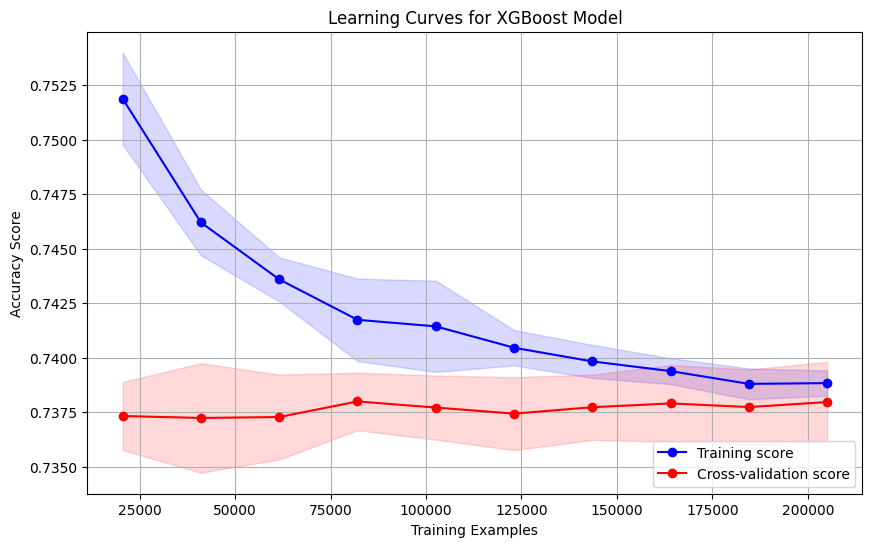 Learning Curves for XGBoost Model
Accuracy Score
0.7525
0.7500
0.7475
0.7450
0.7425
0.7400
0.7375
0.7350
Training score
Cross-validation score
25000 50000 75000 100000 125000 150000 175000 200000
Training Examples